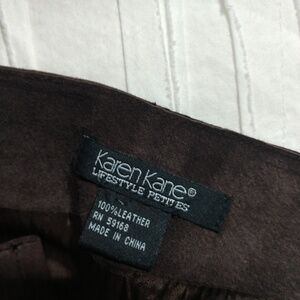 Karen Kane®
LIFESTYLE PETITES
100% LEATHER
RN 59168
MADE IN CHINA